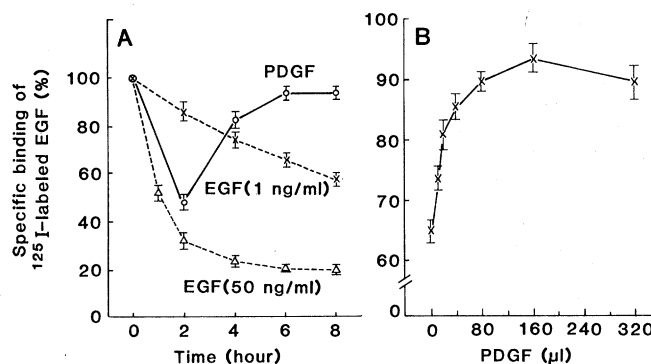 A
B
PDGF
EGF(1 ng/ml)
EGF(50 ng/ml)
Specific binding of
125 I-labeled EGF (%)
100
80
60
40
20
0
0 2 4 6 8
Time (hour)
100
90
80
70
60
0
0 80 160 240 320
PDGF (µl)